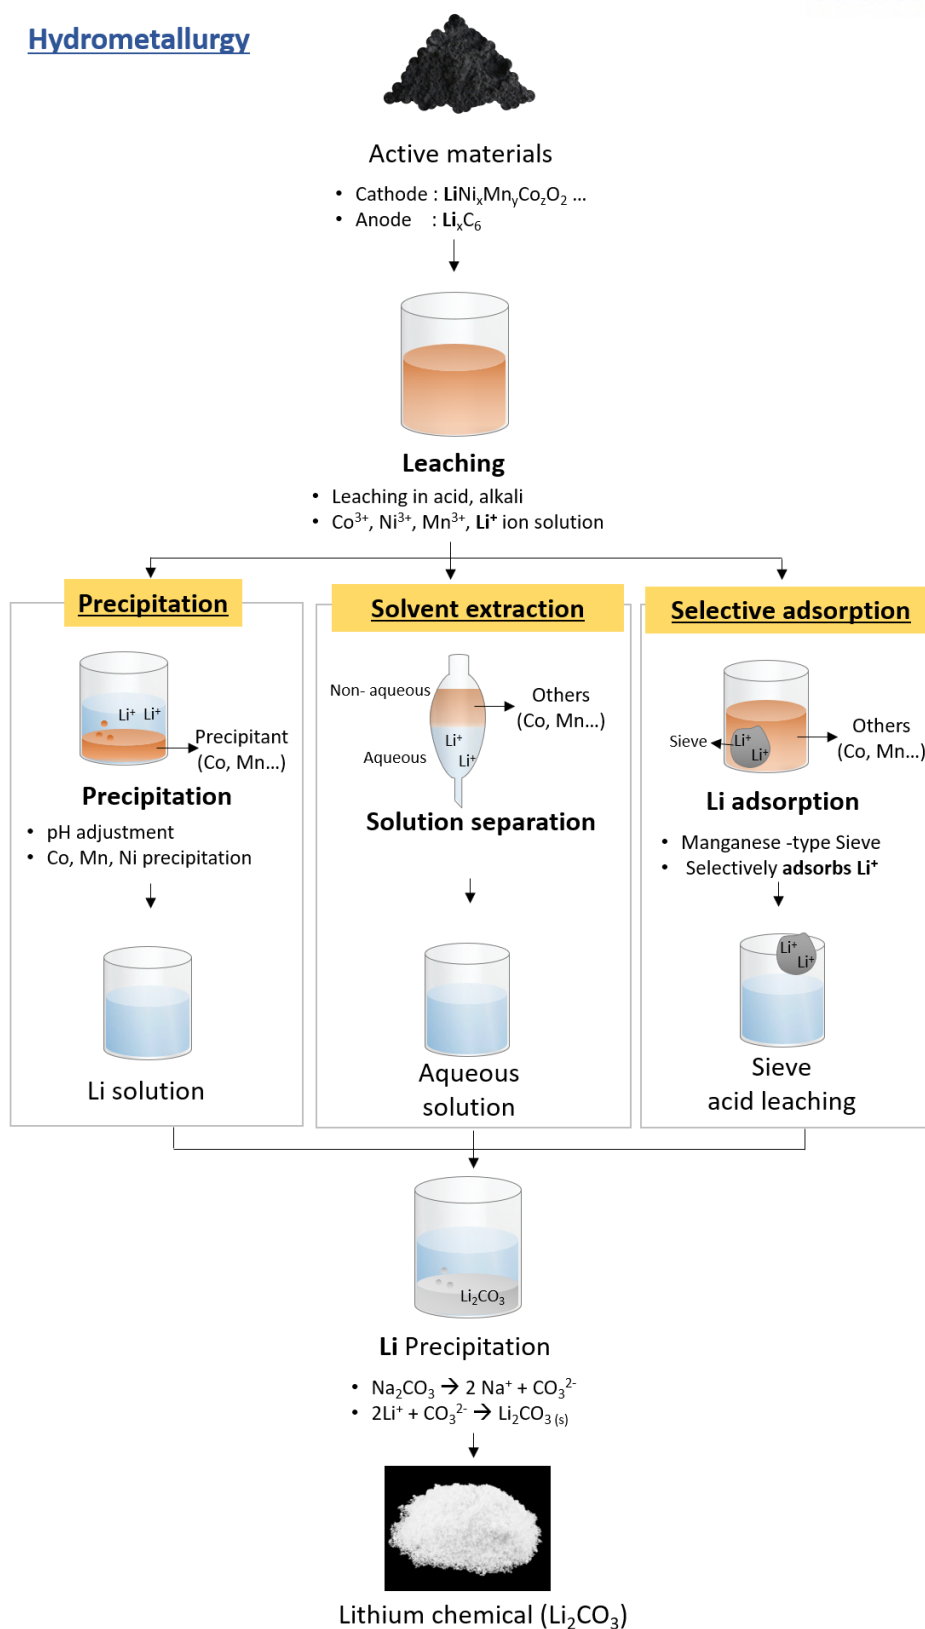 Hydrometallurgy
Active materials
• Cathode : LiNiₓMnᵧCo_zO₂ ...
• Anode : LiₓC₆
Leaching
• Leaching in acid, alkali
• Co³⁺, Ni³⁺, Mn³⁺, Li⁺ ion solution
Precipitation
Li⁺ Li⁺
Precipitant
(Co, Mn...)
Precipitation
• pH adjustment
• Co, Mn, Ni precipitation
Li solution
Solvent extraction
Non- aqueous
Others
(Co, Mn...)
Li⁺
Aqueous
Li⁺
Solution separation
Aqueous
solution
Selective adsorption
Others
(Co, Mn...)
Sieve
Li⁺
Li⁺
Li adsorption
• Manganese -type Sieve
• Selectively adsorbs Li⁺
Li⁺
Li⁺
Sieve
acid leaching
Li₂CO₃
Li Precipitation
• Na₂CO₃ → 2 Na⁺ + CO₃²⁻
• 2Li⁺ + CO₃²⁻ → Li₂CO₃ (s)
Lithium chemical (Li₂CO₃)